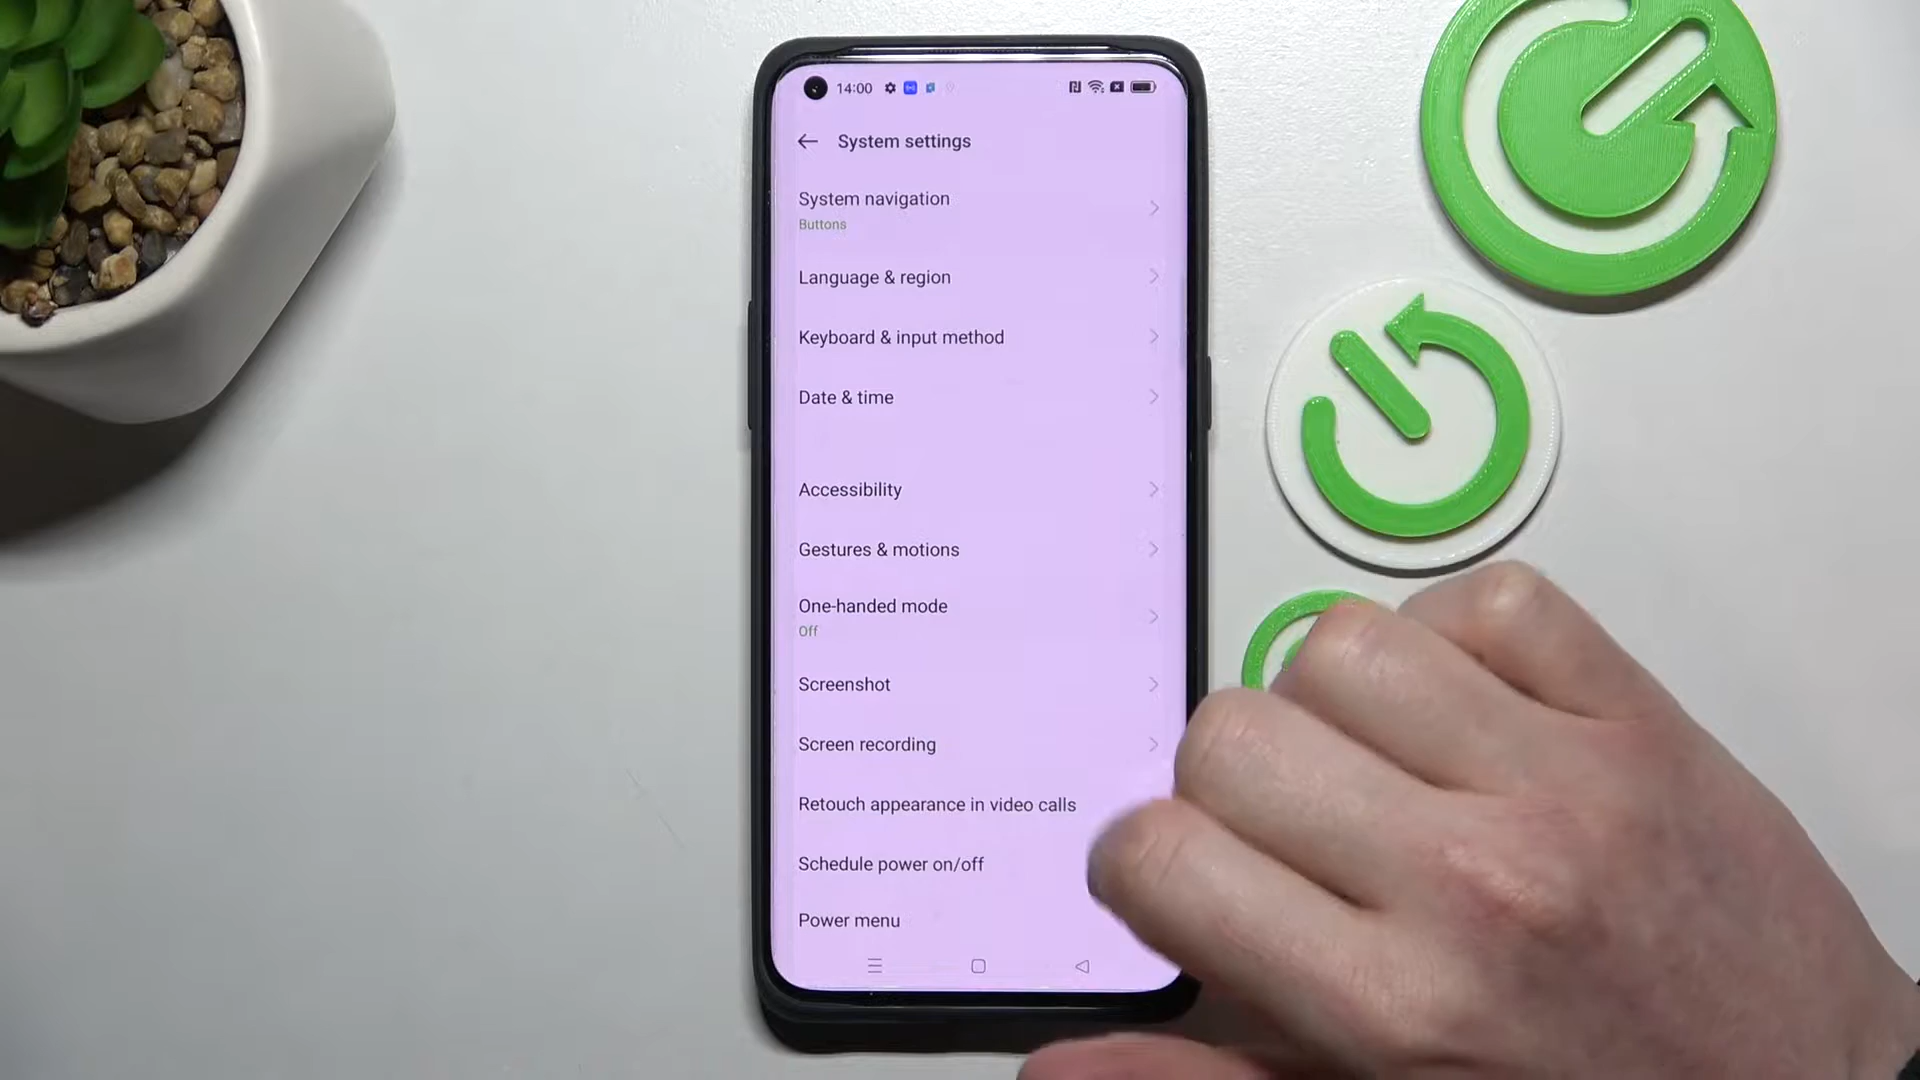 14:00
System settings
System navigation
Buttons
Language & region
Keyboard & input method
Date & time
Accessibility
Gestures & motions
One-handed mode
Off
Screenshot
Screen recording
Retouch appearance in video calls
Schedule power on/off
Power menu